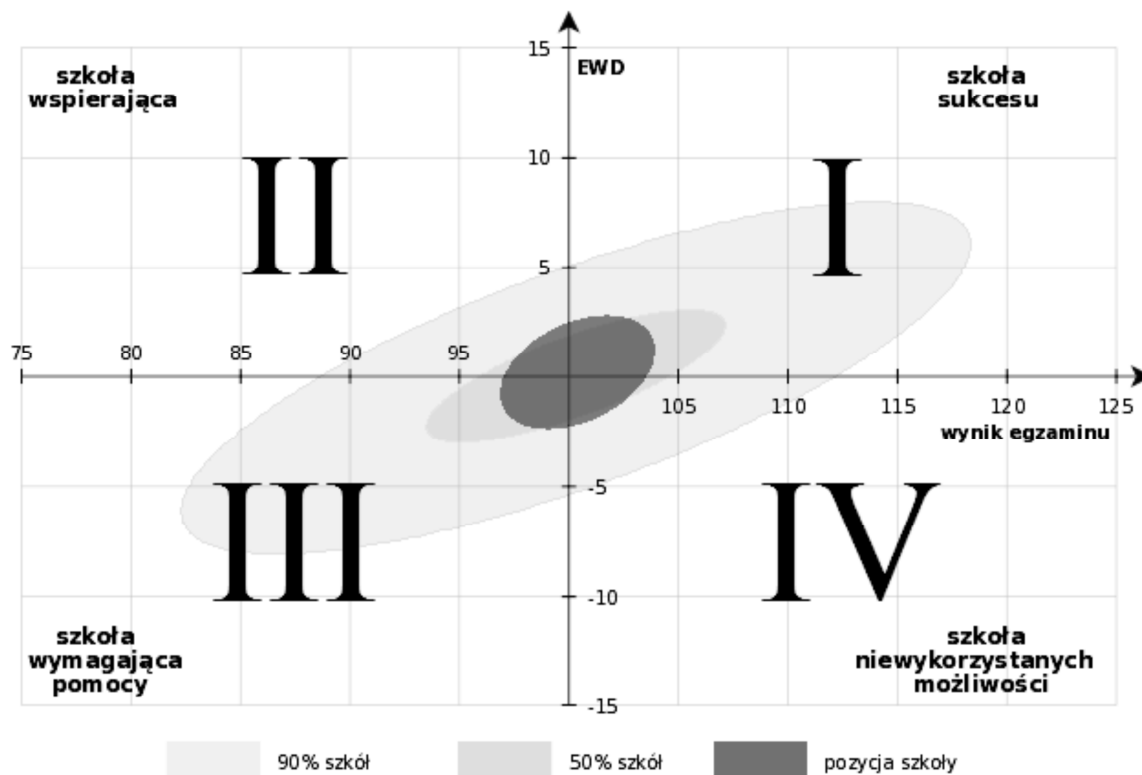 15
EWD
szkoła
wspierająca
szkoła
sukcesu
II
10
I
5
75 80 85 90 95
105 110 115 120 125
wynik egzaminu
III
-5
IV
-10
szkoła
wymagająca
pomocy
szkoła
niewykorzystanych
możliwości
-15
90% szkół 50% szkół pozycja szkoły